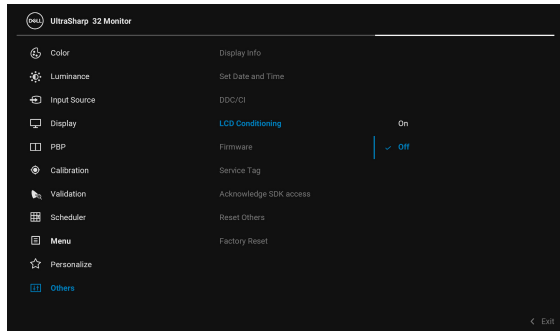 DELL UltraSharp 32 Monitor
Color
Luminance
Input Source
Display
PBP
Calibration
Validation
Scheduler
Menu
Personalize
Others
Display Info
Set Date and Time
DDC/CI
LCD Conditioning
Firmware
Service Tag
Acknowledge SDK access
Reset Others
Factory Reset
On
Off
Exit